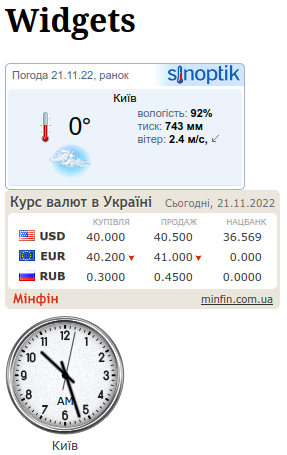 Widgets
Погода 21.11.22, ранок
sinoptik
Київ
0°
вологість: 92%
тиск: 743 мм
вітер: 2.4 м/с,
Курс валют в Україні Сьогодні, 21.11.2022
КУПІВЛЯ ПРОДАЖ НАЦБАНК
USD 40.000 40.500 36.569
EUR 40.200 41.000 0.000
RUB 0.3000 0.4500 0.0000
Мінфін minfin.com.ua
12
11 1
10 2
9 3
8 4
7 5
6
AM
Київ